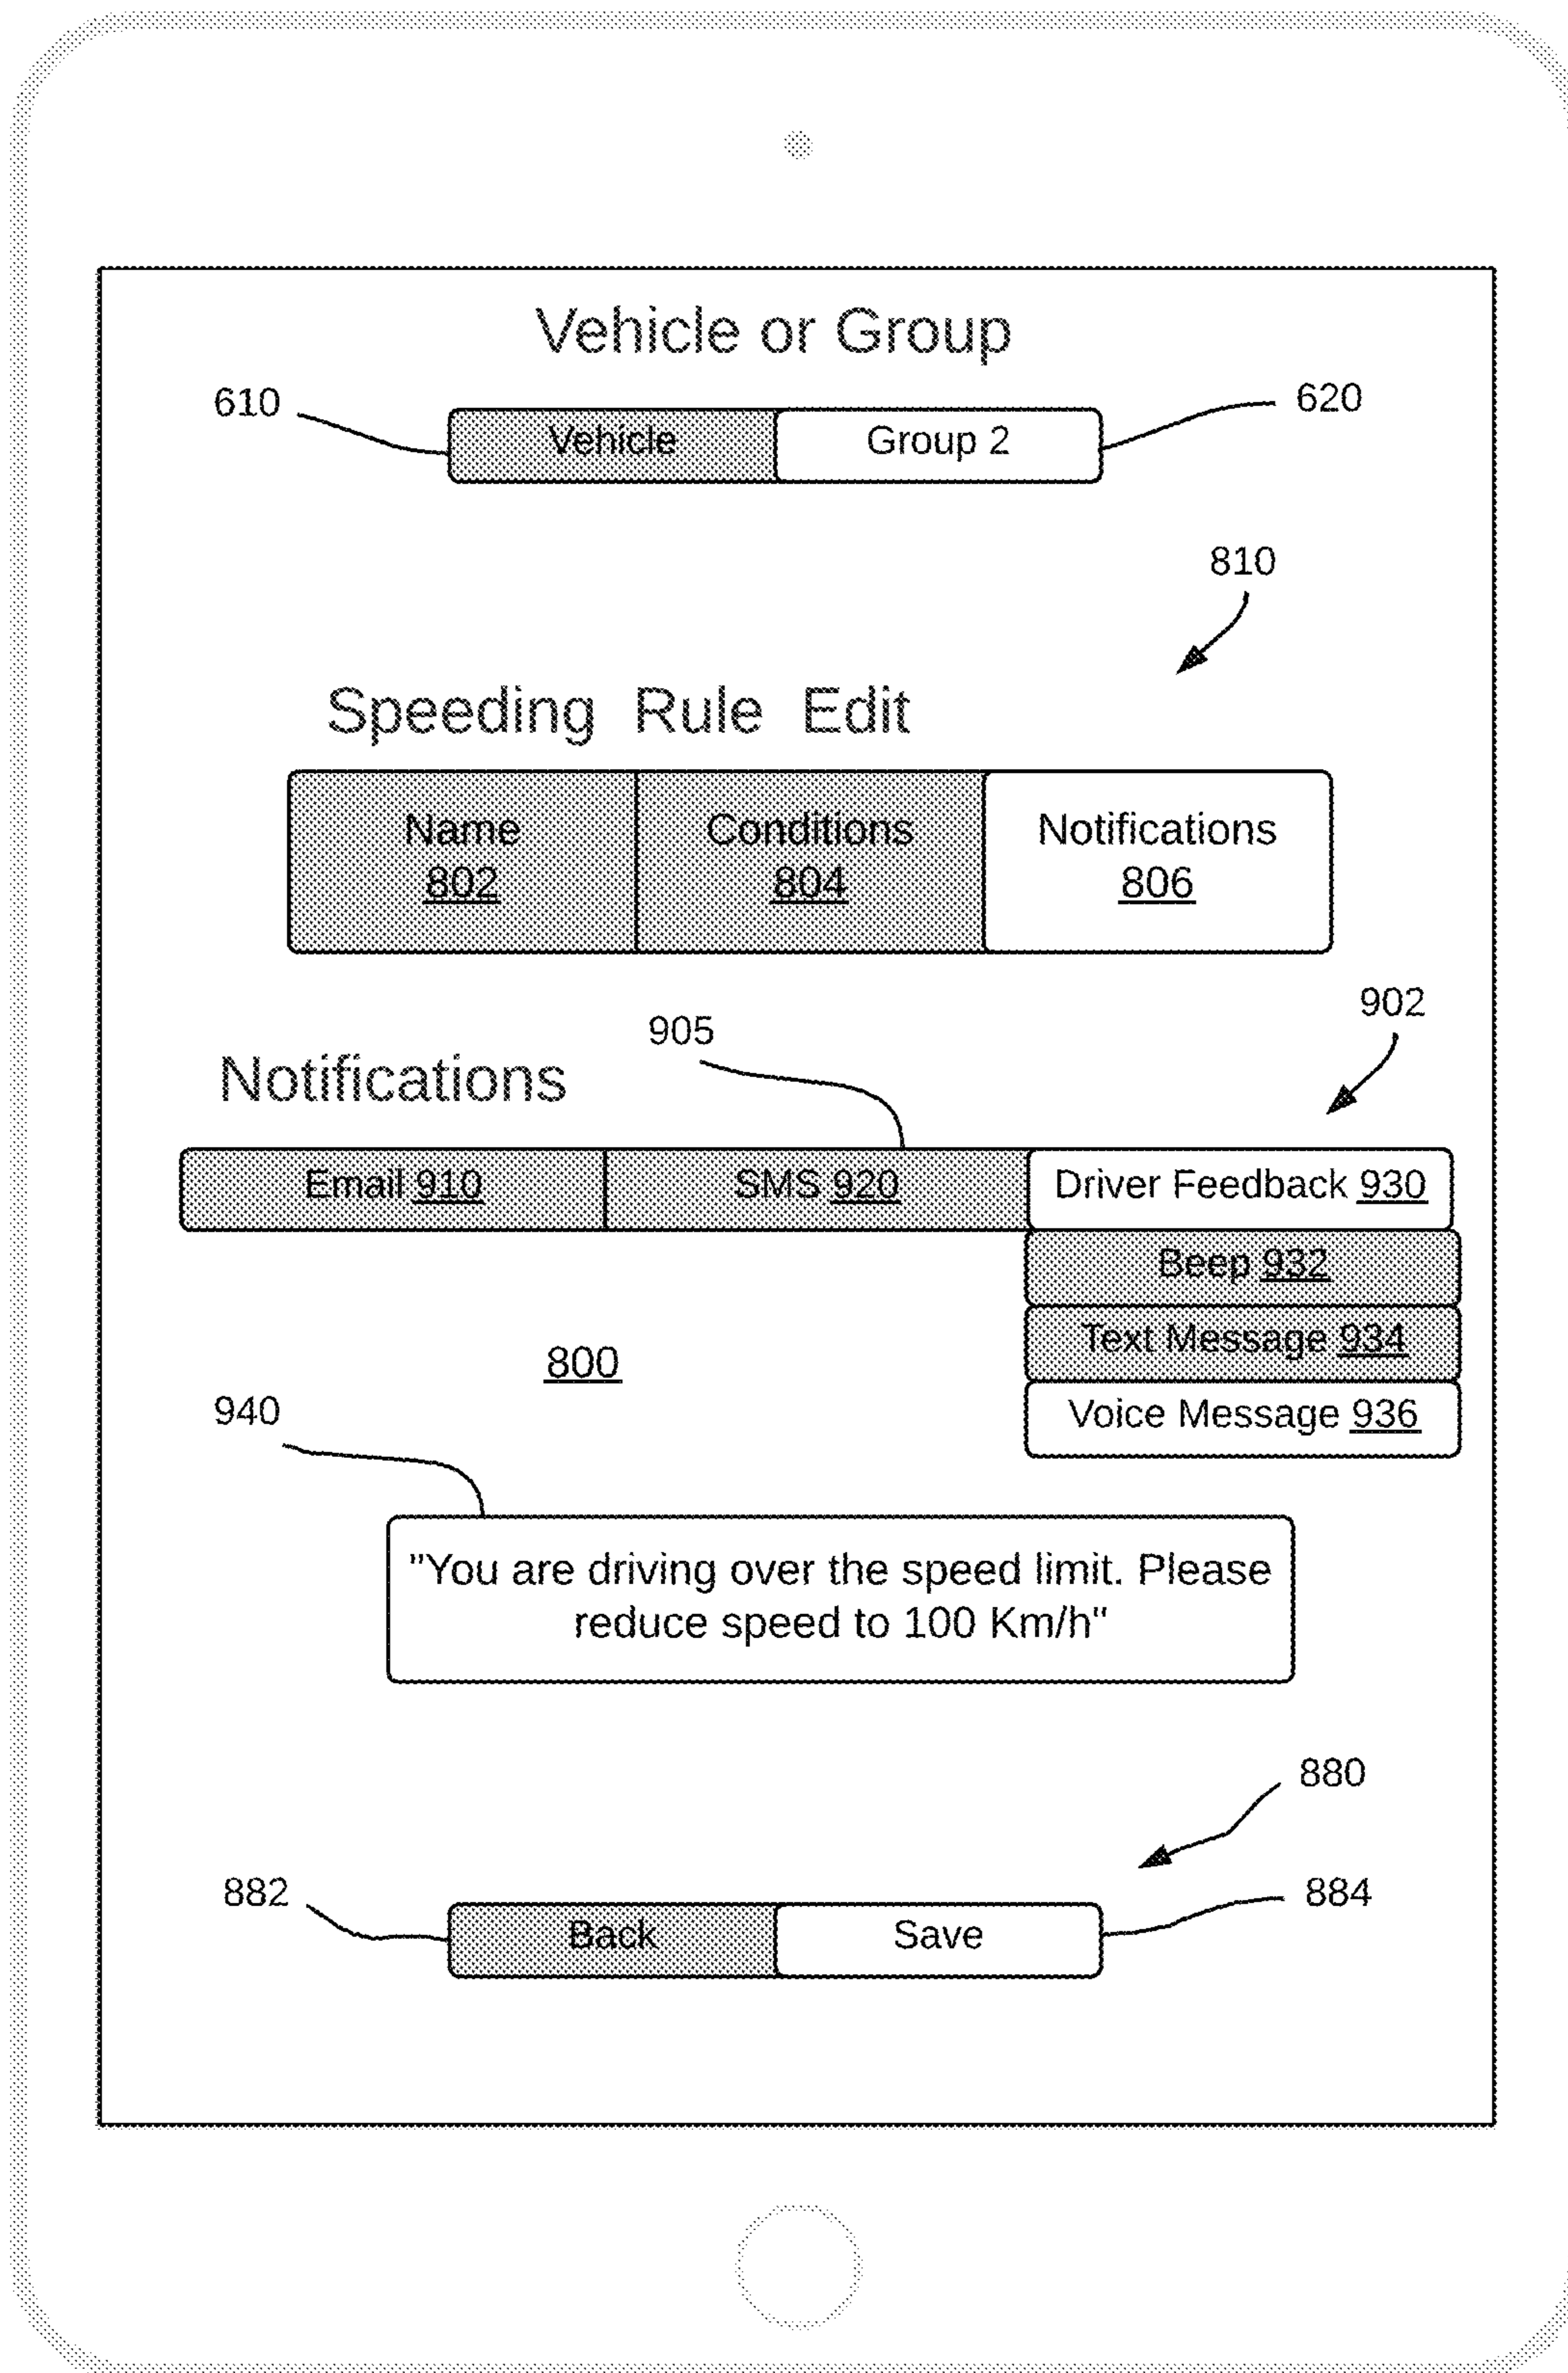 Vehicle or Group
610
Vehicle
Group 2
620
810
Speeding Rule Edit
Name
802
Conditions
804
Notifications
806
902
905
Notifications
Email 910
SMS 920
Driver Feedback 930
Beep 932
Text Message 934
Voice Message 936
800
940
"You are driving over the speed limit. Please
reduce speed to 100 Km/h"
880
882
Back
Save
884